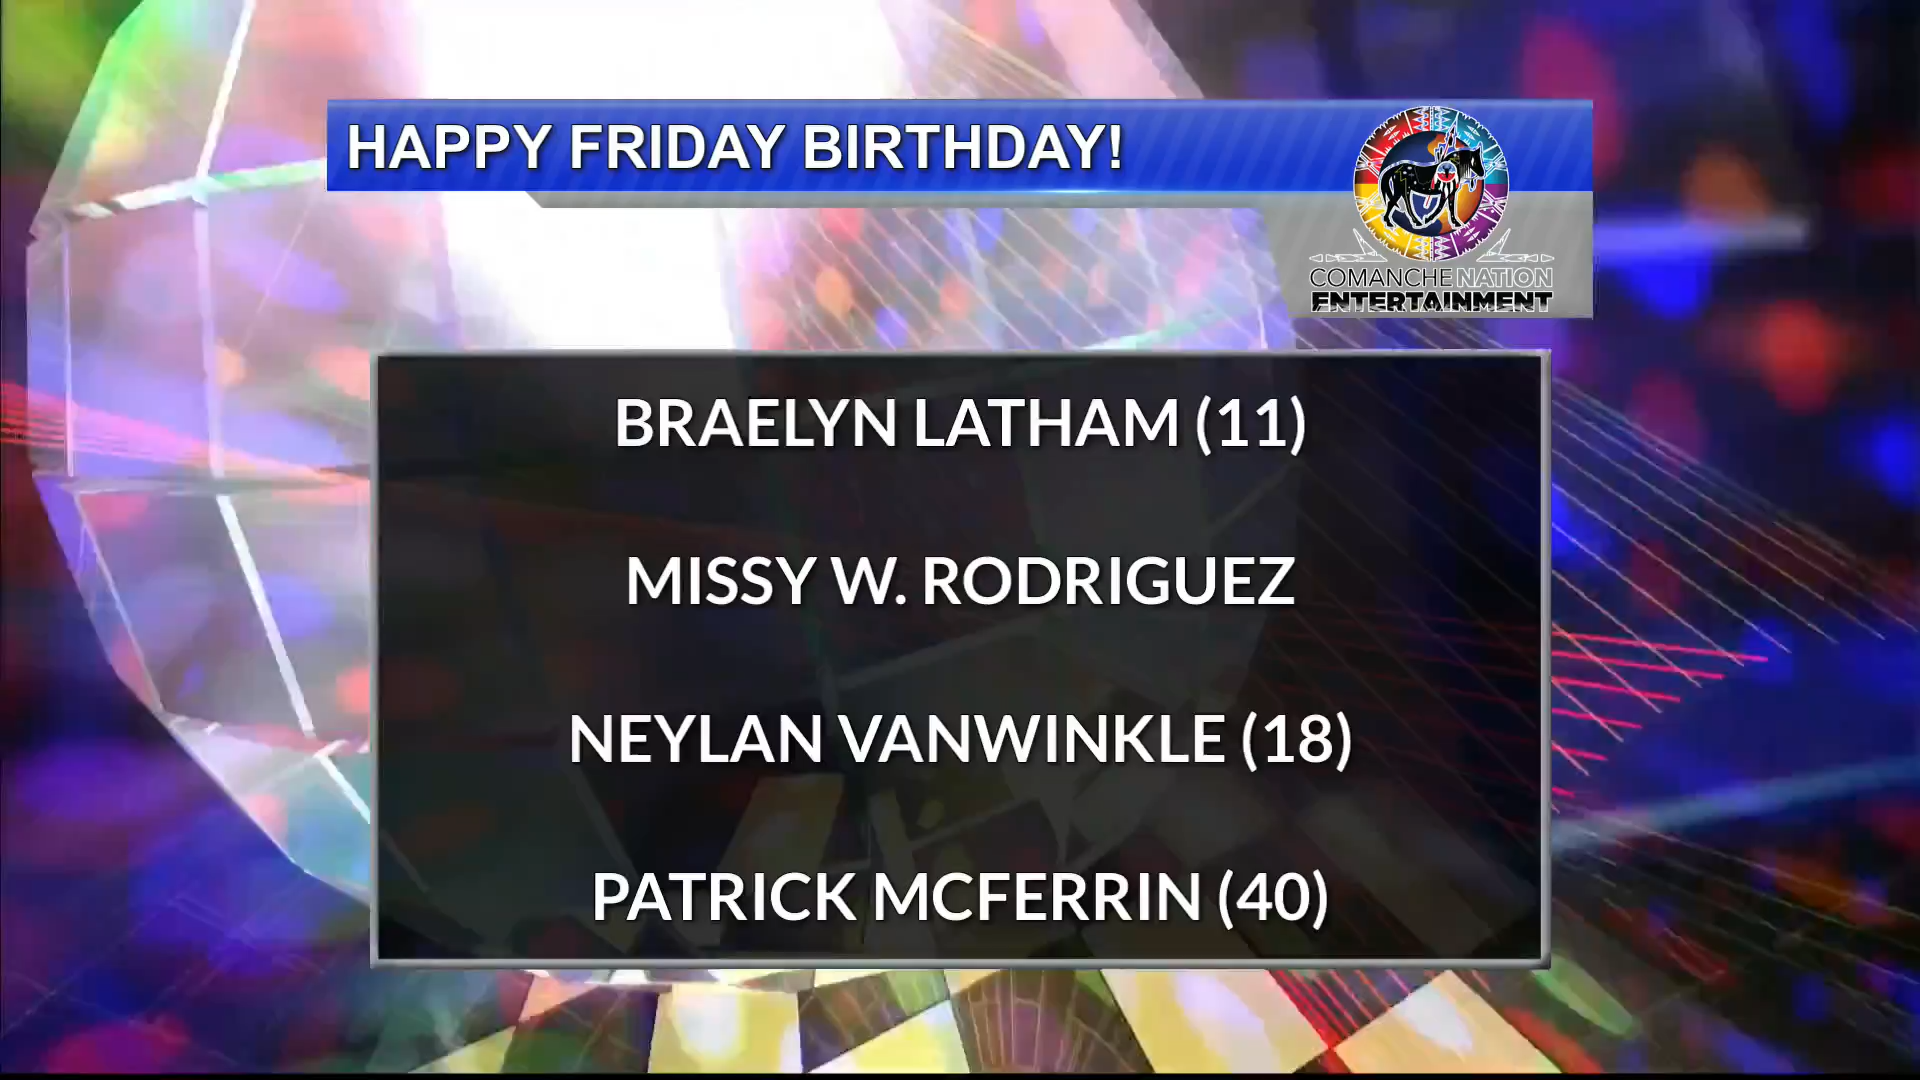 HAPPY FRIDAY BIRTHDAY!
COMANCHE NATION
ENTERTAINMENT
BRAELYN LATHAM (11)
MISSY W. RODRIGUEZ
NEYLAN VANWINKLE (18)
PATRICK MCFERRIN (40)